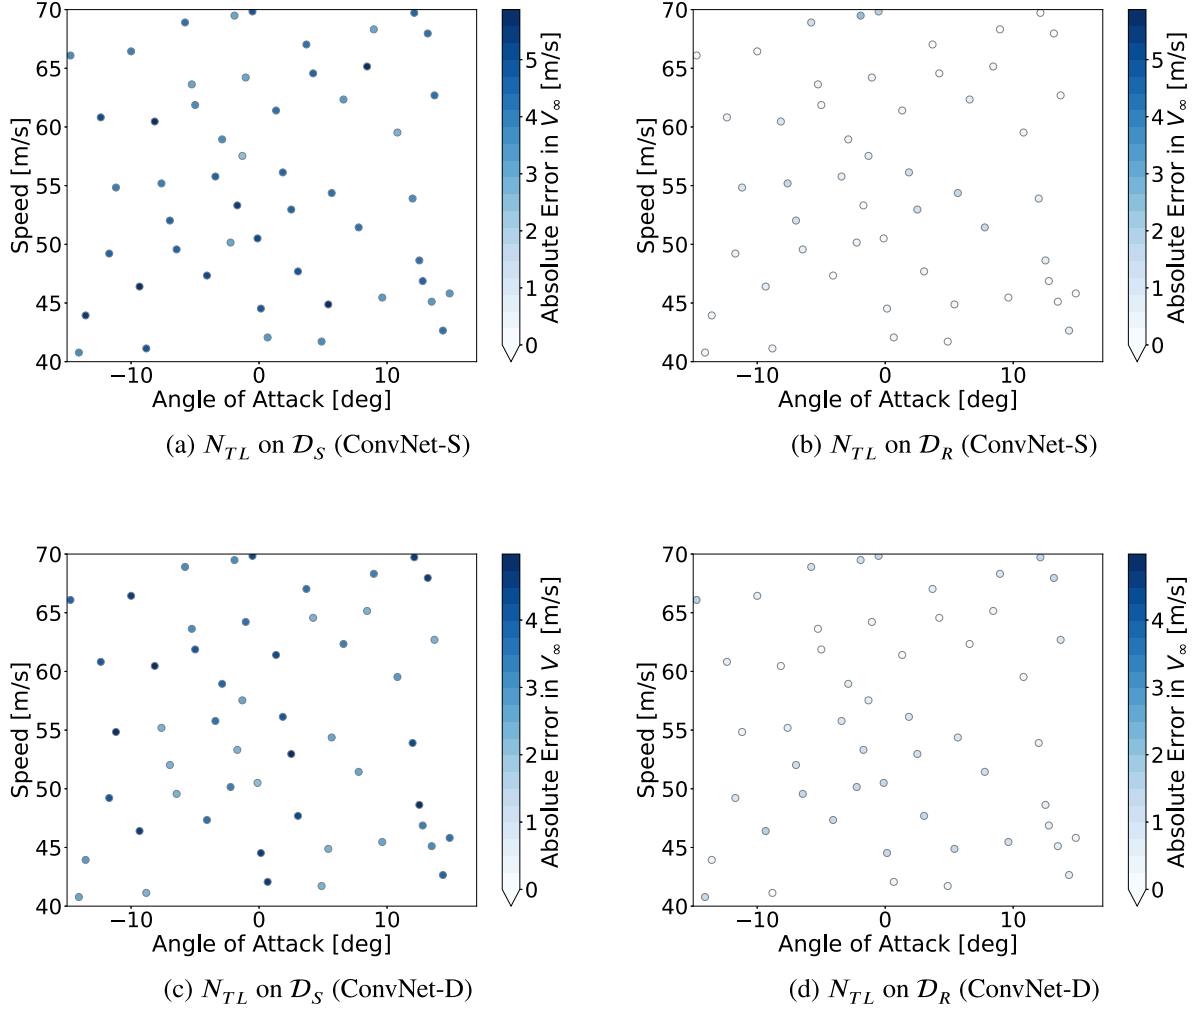 70
65
60
55
50
45
40
Speed [m/s]
−10 0 10
Angle of Attack [deg]
5
4
3
2
1
0
Absolute Error in V∞ [m/s]
(a) N_TL on 𝒟_S (ConvNet-S)
70
65
60
55
50
45
40
Speed [m/s]
−10 0 10
Angle of Attack [deg]
5
4
3
2
1
0
Absolute Error in V∞ [m/s]
(b) N_TL on 𝒟_R (ConvNet-S)
70
65
60
55
50
45
40
Speed [m/s]
−10 0 10
Angle of Attack [deg]
4
3
2
1
0
Absolute Error in V∞ [m/s]
(c) N_TL on 𝒟_S (ConvNet-D)
70
65
60
55
50
45
40
Speed [m/s]
−10 0 10
Angle of Attack [deg]
4
3
2
1
0
Absolute Error in V∞ [m/s]
(d) N_TL on 𝒟_R (ConvNet-D)